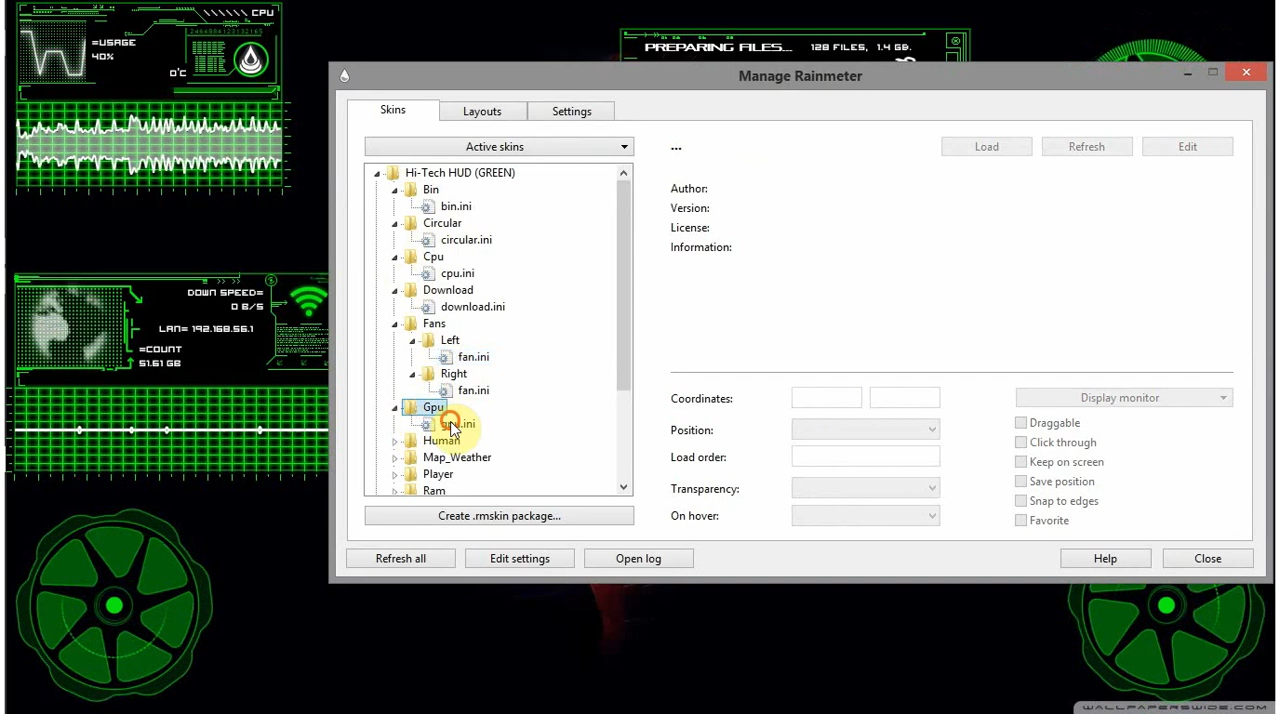 CPU
=USAGE
40%
0°C
2464884123132165
PREPARING FILES... 128 FILES, 1.4 GB.
Manage Rainmeter
Skins
Layouts
Settings
Active skins
...
Load
Refresh
Edit
Hi-Tech HUD (GREEN)
Bin
bin.ini
Circular
circular.ini
Cpu
cpu.ini
Download
download.ini
Fans
Left
fan.ini
Right
fan.ini
Gpu
Human
Map_Weather
Player
Ram
Author:
Version:
License:
Information:
Coordinates:
Position:
Load order:
Transparency:
On hover:
Display monitor
Draggable
Click through
Keep on screen
Save position
Snap to edges
Favorite
Create .rmskin package...
Refresh all
Edit settings
Open log
Help
Close
DOWN SPEED=
0 B/S
LAN= 192.168.56.1
=COUNT
51.61 GB
WALLPAPERSWIDE.COM